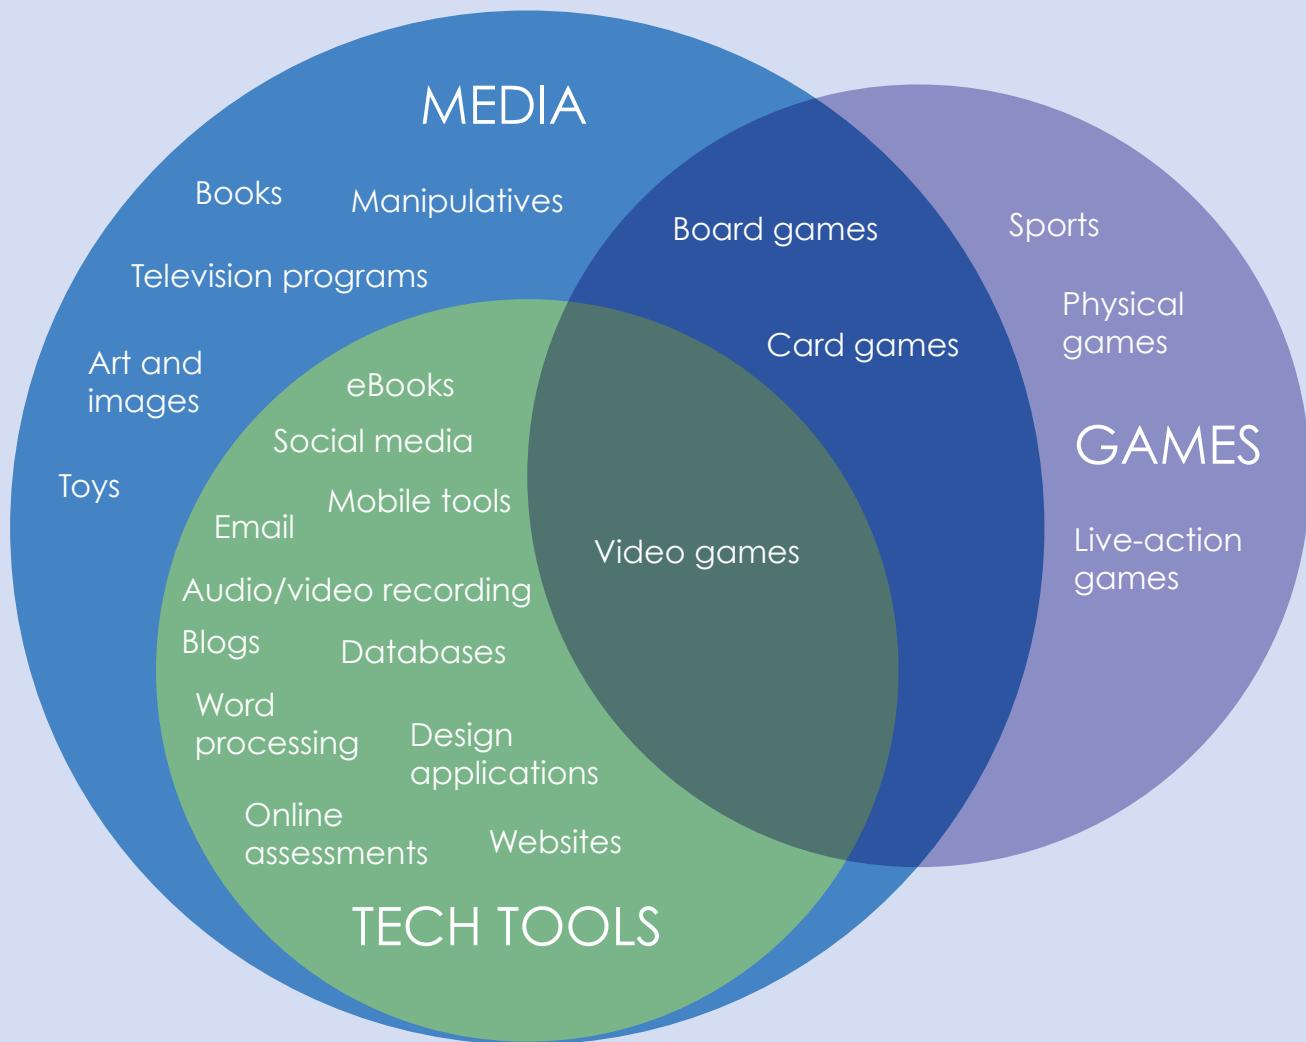 MEDIA
Books
Manipulatives
Television programs
Art and
images
Toys
Board games
Card games
Sports
Physical
games
GAMES
Live-action
games
eBooks
Social media
Mobile tools
Email
Audio/video recording
Blogs
Databases
Word
processing
Design
applications
Online
assessments
Websites
TECH TOOLS
Video games